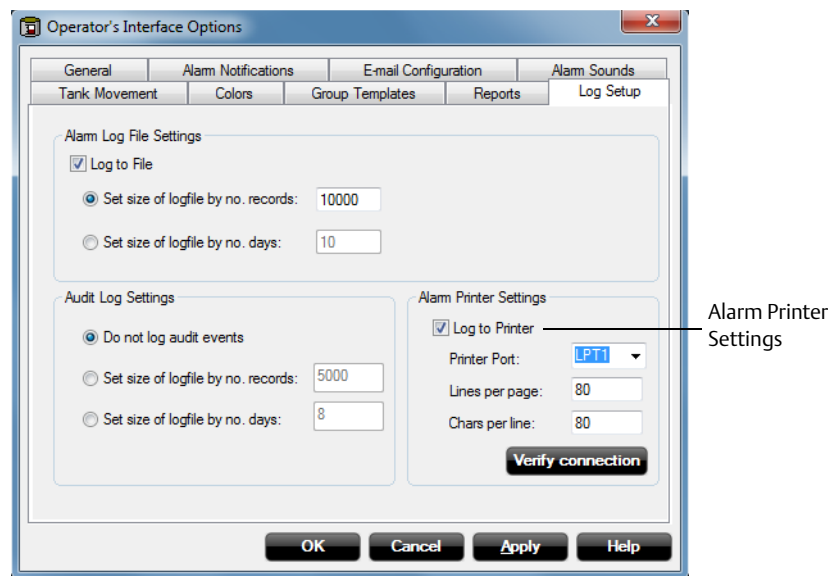 Operator's Interface Options
General
Alarm Notifications
E-mail Configuration
Alarm Sounds
Tank Movement
Colors
Group Templates
Reports
Log Setup
Alarm Log File Settings
Log to File
Set size of logfile by no. records: 10000
Set size of logfile by no. days: 10
Audit Log Settings
Do not log audit events
Set size of logfile by no. records: 5000
Set size of logfile by no. days: 8
Alarm Printer Settings
Log to Printer
Printer Port: LPT1
Lines per page: 80
Chars per line: 80
Verify connection
Alarm Printer
Settings
OK
Cancel
Apply
Help